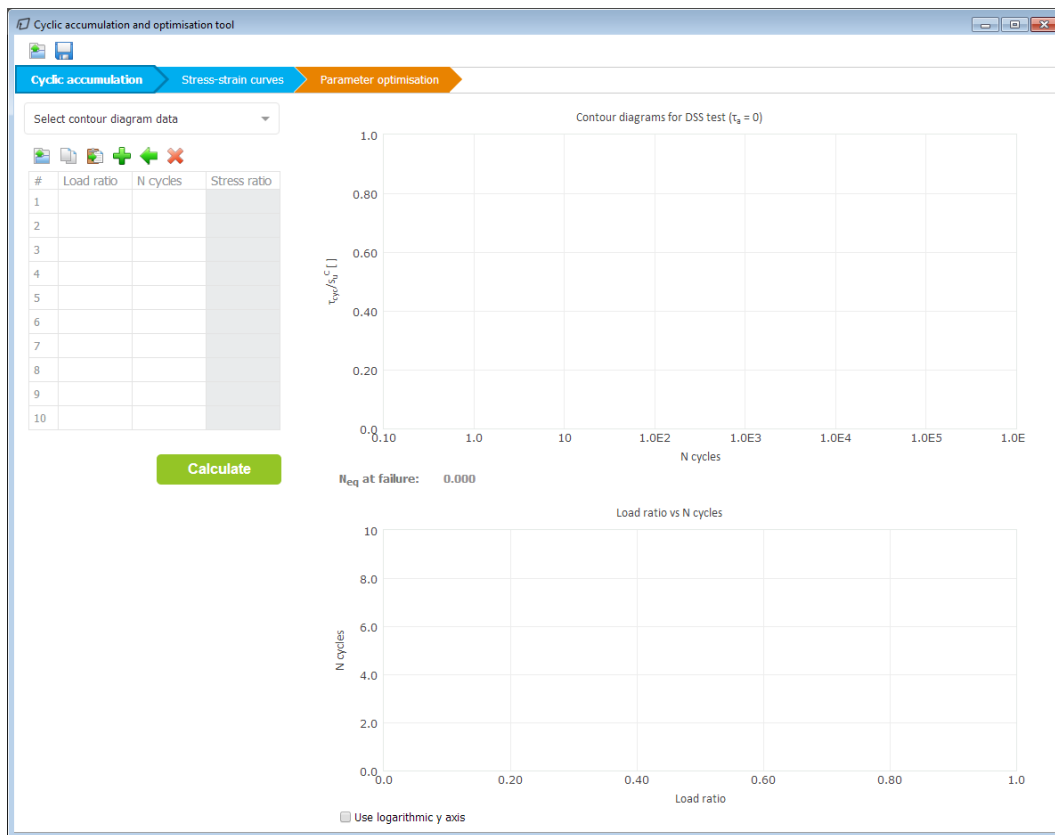 Cyclic accumulation and optimisation tool
Cyclic accumulation Stress-strain curves Parameter optimisation
Select contour diagram data
# Load ratio N cycles Stress ratio
1
2
3
4
5
6
7
8
9
10
Calculate
Contour diagrams for DSS test (τa = 0)
1.0
0.80
0.60
0.40
0.20
0.0
τcyc/suC [ ]
0.10 1.0 10 1.0E2 1.0E3 1.0E4 1.0E5 1.0E
N cycles
Neq at failure: 0.000
Load ratio vs N cycles
10
8.0
6.0
4.0
2.0
0.0
N cycles
0.0 0.20 0.40 0.60 0.80 1.0
Load ratio
Use logarithmic y axis